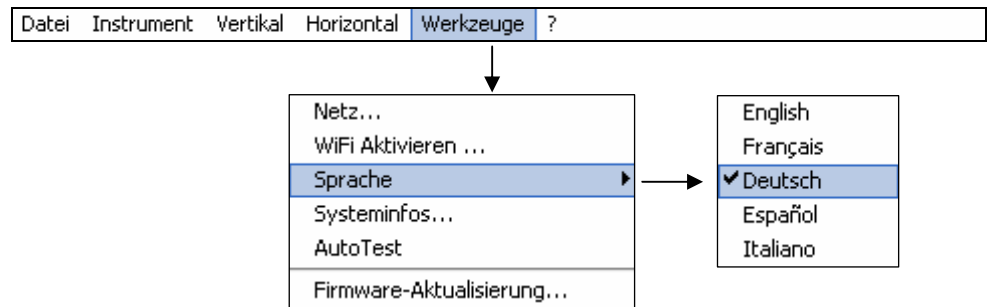 Datei Instrument Vertikal Horizontal Werkzeuge ?
Netz...
WiFi Aktivieren ...
Sprache
Systeminfos...
AutoTest
Firmware-Aktualisierung...
English
Français
Deutsch
Español
Italiano